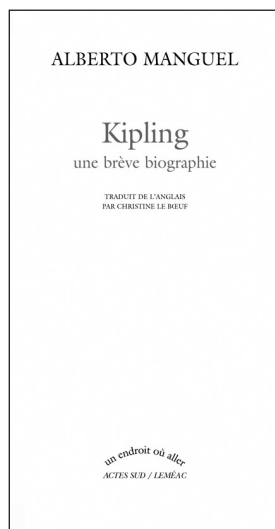 ALBERTO MANGUEL
Kipling
une brève biographie
TRADUIT DE L'ANGLAIS
PAR CHRISTINE LE BŒUF
un endroit où aller
ACTES SUD / LEMÉAC